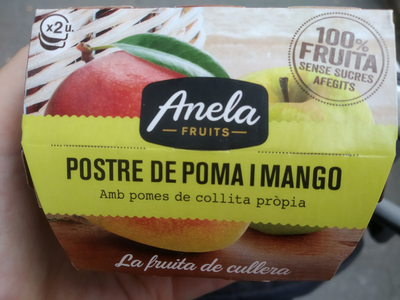 x2u.
Anela
FRUITS
100%
FRUITA
SENSE SUCRES
AFEGITS
POSTRE DE POMA I MANGO
Amb pomes de collita pròpia
La fruita de cullera